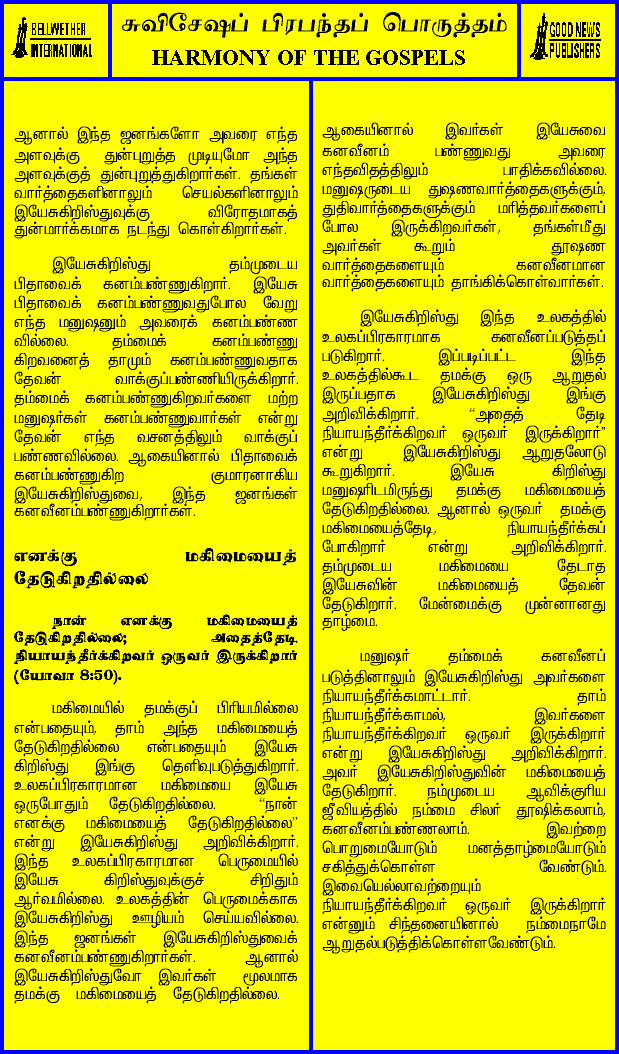 BELLWETHER
INTERNATIONAL
சுவிசேஷப் பிரபந்தப் பொருத்தம்
HARMONY OF THE GOSPELS
GOOD NEWS
PUBLISHERS
ஆனால் இந்த ஜனங்களோ அவரை எந்த
அளவுக்கு துன்புறுத்த முடியுமோ அந்த
அளவுக்குத் துன்புறுத்துகிறார்கள். தங்கள்
வார்த்தைகளினாலும் செயல்களினாலும்
இயேசுகிறிஸ்துவுக்கு விரோதமாகத்
துன்மார்க்கமாக நடந்து கொள்கிறார்கள்.
இயேசுகிறிஸ்து தம்முடைய
பிதாவைக் கனம்பண்ணுகிறார். இயேசு
பிதாவைக் கனம்பண்ணுவதுபோல வேறு
எந்த மனுஷனும் அவரைக் கனம்பண்ண
வில்லை. தம்மைக் கனம்பண்ணு
கிறவனைத் தாமும் கனம்பண்ணுவதாக
தேவன் வாக்குப்பண்ணியிருக்கிறார்.
தம்மைக் கனம்பண்ணுகிறவர்களை மற்ற
மனுஷர்கள் கனம்பண்ணுவார்கள் என்று
தேவன் எந்த வசனத்திலும் வாக்குப்
பண்ணவில்லை. ஆகையினால் பிதாவைக்
கனம்பண்ணுகிற குமாரனாகிய
இயேசுகிறிஸ்துவை, இந்த ஜனங்கள்
கனவீனம்பண்ணுகிறார்கள்.
எனக்கு மகிமையைத்
தேடுகிறதில்லை
நான் எனக்கு மகிமையைத்
தேடுகிறதில்லை; அதைத்தேடி,
நியாயந்தீர்க்கிறவர் ஒருவர் இருக்கிறார்
(யோவா 8:50).
மகிமையில் தமக்குப் பிரியமில்லை
என்பதையும், தாம் அந்த மகிமையைத்
தேடுகிறதில்லை என்பதையும் இயேசு
கிறிஸ்து இங்கு தெளிவுபடுத்துகிறார்.
உலகப்பிரகாரமான மகிமையை இயேசு
ஒருபோதும் தேடுகிறதில்லை. “நான்
எனக்கு மகிமையைத் தேடுகிறதில்லை”
என்று இயேசுகிறிஸ்து அறிவிக்கிறார்.
இந்த உலகப்பிரகாரமான பெருமையில்
இயேசு கிறிஸ்துவுக்குச் சிறிதும்
ஆர்வமில்லை. உலகத்தின் பெருமைக்காக
இயேசுகிறிஸ்து ஊழியம் செய்யவில்லை.
இந்த ஜனங்கள் இயேசுகிறிஸ்துவைக்
கனவீனம்பண்ணுகிறார்கள். ஆனால்
இயேசுகிறிஸ்துவோ இவர்கள் மூலமாக
தமக்கு மகிமையைத் தேடுகிறதில்லை.
ஆகையினால் இவர்கள் இயேசுவை
கனவீனம் பண்ணுவது அவரை
எந்தவிதத்திலும் பாதிக்கவில்லை.
மனுஷருடைய துஷணவார்த்தைகளுக்கும்,
துதிவார்த்தைகளுக்கும் மரித்தவர்களைப்
போல இருக்கிறவர்கள், தங்கள்மீது
அவர்கள் கூறும் தூஷண
வார்த்தைகளையும் கனவீனமான
வார்த்தைகளையும் தாங்கிக்கொள்வார்கள்.
இயேசுகிறிஸ்து இந்த உலகத்தில்
உலகப்பிரகாரமாக கனவீனப்படுத்தப்
படுகிறார். இப்படிப்பட்ட இந்த
உலகத்தில்கூட தமக்கு ஒரு ஆறுதல்
இருப்பதாக இயேசுகிறிஸ்து இங்கு
அறிவிக்கிறார். “அதைத் தேடி
நியாயந்தீர்க்கிறவர் ஒருவர் இருக்கிறார்”
என்று இயேசுகிறிஸ்து ஆறுதலோடு
கூறுகிறார். இயேசு கிறிஸ்து
மனுஷரிடமிருந்து தமக்கு மகிமையைத்
தேடுகிறதில்லை. ஆனால் ஒருவர் தமக்கு
மகிமையைத்தேடி, நியாயந்தீர்க்கப்
போகிறார் என்று அறிவிக்கிறார்.
தம்முடைய மகிமையை தேடாத
இயேசுவின் மகிமையைத் தேவன்
தேடுகிறார். மேன்மைக்கு முன்னானது
தாழ்மை.
மனுஷர் தம்மைக் கனவீனப்
படுத்தினாலும் இயேசுகிறிஸ்து அவர்களை
நியாயந்தீர்க்கமாட்டார். தாம்
நியாயந்தீர்க்காமல், இவர்களை
நியாயந்தீர்க்கிறவர் ஒருவர் இருக்கிறார்
என்று இயேசுகிறிஸ்து அறிவிக்கிறார்.
அவர் இயேசுகிறிஸ்துவின் மகிமையைத்
தேடுகிறார். நம்முடைய ஆவிக்குரிய
ஜீவியத்தில் நம்மை சிலர் தூஷிக்கலாம்,
கனவீனம்பண்ணலாம். இவற்றை
பொறுமையோடும் மனத்தாழ்மையோடும்
சகித்துக்கொள்ள வேண்டும்.
இவையெல்லாவற்றையும்
நியாயந்தீர்க்கிறவர் ஒருவர் இருக்கிறார்
என்னும் சிந்தனையினால் நம்மைநாமே
ஆறுதல்படுத்திக்கொள்ளவேண்டும்.